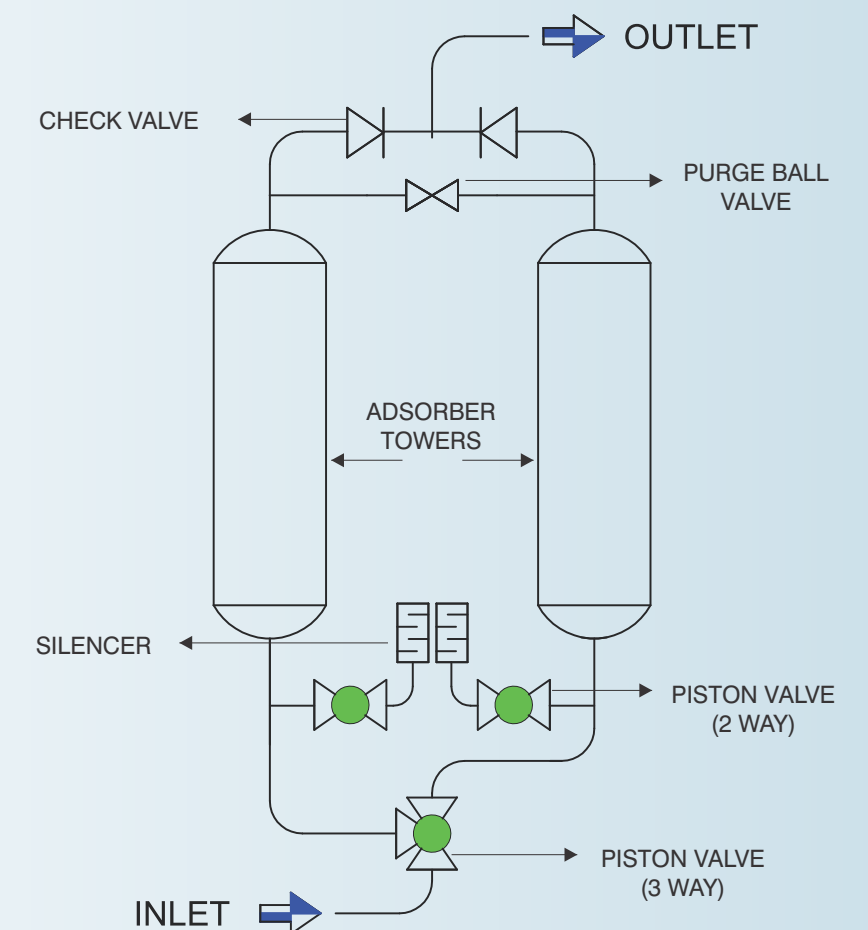 OUTLET
CHECK VALVE
PURGE BALL
VALVE
ADSORBER
TOWERS
SILENCER
PISTON VALVE
(2 WAY)
PISTON VALVE
(3 WAY)
INLET